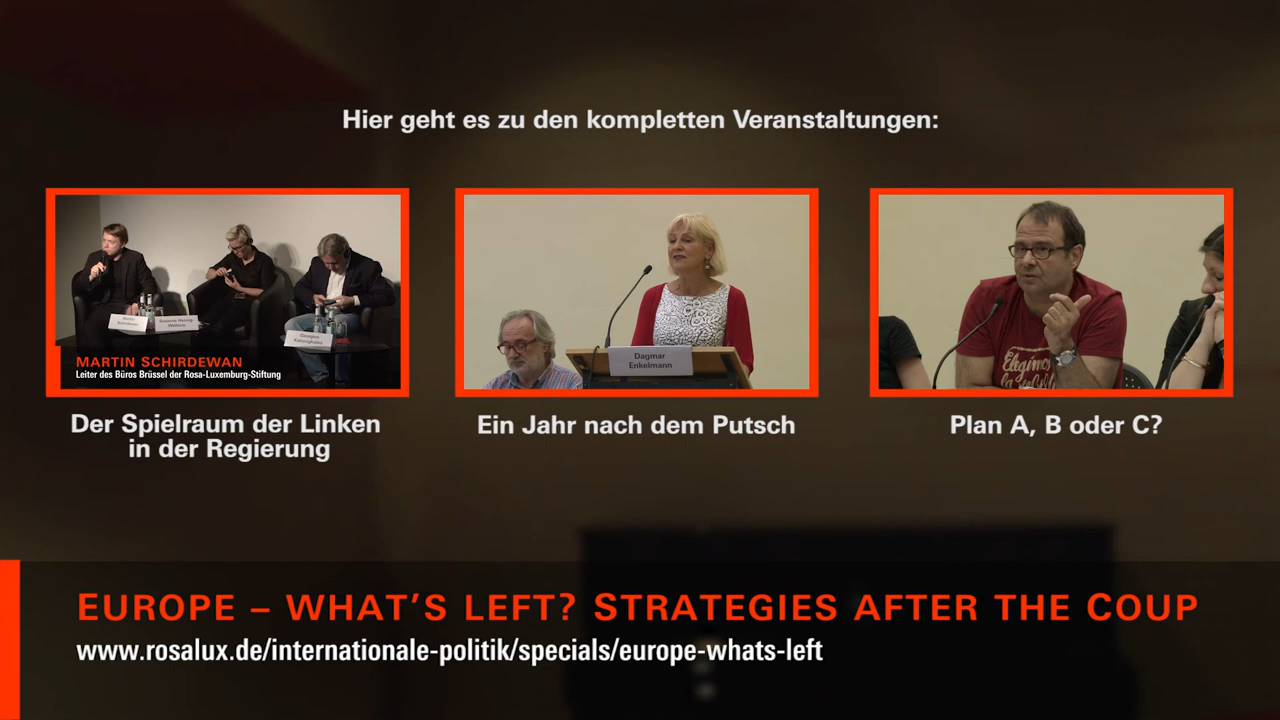 Hier geht es zu den kompletten Veranstaltungen:
MARTIN SCHIRDEWAN
Leiter des Büros Brüssel der Rosa-Luxemburg-Stiftung
Dagmar
Enkelmann
Elegimos
Der Spielraum der Linken
in der Regierung
Ein Jahr nach dem Putsch
Plan A, B oder C?
EUROPE – WHAT'S LEFT? STRATEGIES AFTER THE COUP
www.rosalux.de/internationale-politik/specials/europe-whats-left